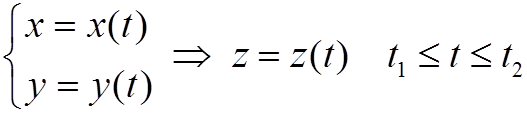 x = x(t)
y = y(t)
⇒ z = z(t) t₁ ≤ t ≤ t₂